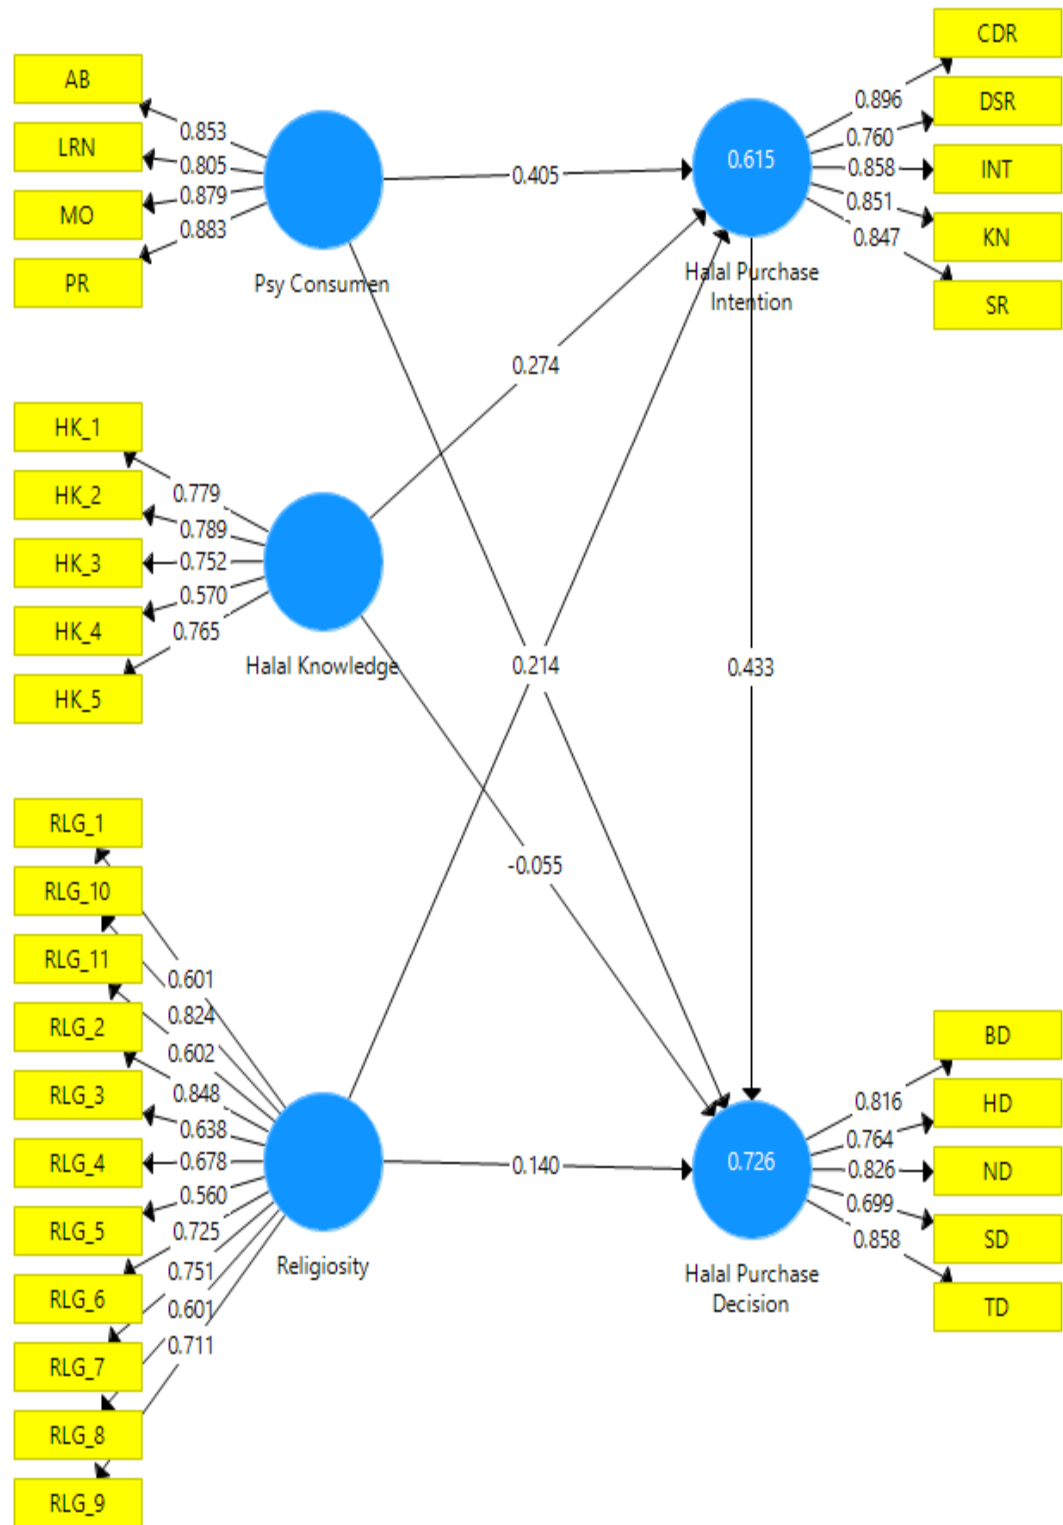 CDR
AB
0.896
DSR
0.853
0.760
LRN
0.615
0.858
INT
0.805
0.405
0.851
MO
0.879
0.847
KN
0.883
PR
Psy Consumen
Halal Purchase
Intention
SR
0.274
HK_1
0.779
HK_2
0.789
HK_3
0.752
0.570
HK_4
0.765
Halal Knowledge
HK_5
0.214
0.433
RLG_1
-0.055
RLG_10
RLG_11
0.601
0.824
RLG_2
0.602
RLG_3
0.848
0.638
RLG_4
0.678
0.560
RLG_5
0.725
0.751
RLG_6
0.601
0.711
RLG_7
RLG_8
RLG_9
Religiosity
0.140
BD
0.816
HD
0.764
0.726
0.826
ND
0.699
0.858
SD
Halal Purchase
Decision
TD